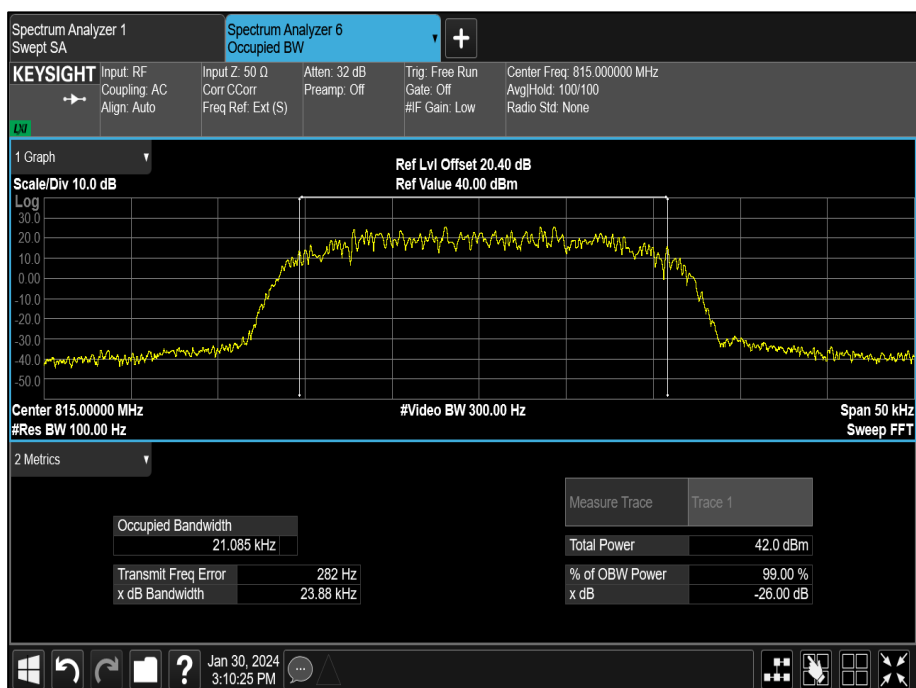 Spectrum Analyzer 1
Swept SA
Spectrum Analyzer 6
Occupied BW
+
KEYSIGHT
Input: RF
Coupling: AC
Align: Auto
Input Z: 50 Ω
Corr CCorr
Freq Ref: Ext (S)
Atten: 32 dB
Preamp: Off
Trig: Free Run
Gate: Off
#IF Gain: Low
Center Freq: 815.000000 MHz
Avg|Hold: 100/100
Radio Std: None
LXI
1 Graph
Ref Lvl Offset 20.40 dB
Scale/Div 10.0 dB
Ref Value 40.00 dBm
Log
30.0
20.0
10.0
0.00
-10.0
-20.0
-30.0
-40.0
-50.0
Center 815.00000 MHz
#Video BW 300.00 Hz
Span 50 kHz
#Res BW 100.00 Hz
Sweep FFT
2 Metrics
Measure Trace
Trace 1
Occupied Bandwidth
21.085 kHz
Total Power
42.0 dBm
Transmit Freq Error
282 Hz
% of OBW Power
99.00 %
x dB Bandwidth
23.88 kHz
x dB
-26.00 dB
?
Jan 30, 2024
3:10:25 PM